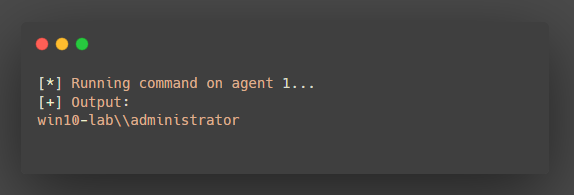 [*] Running command on agent 1...
[+] Output:
win10-lab\\administrator